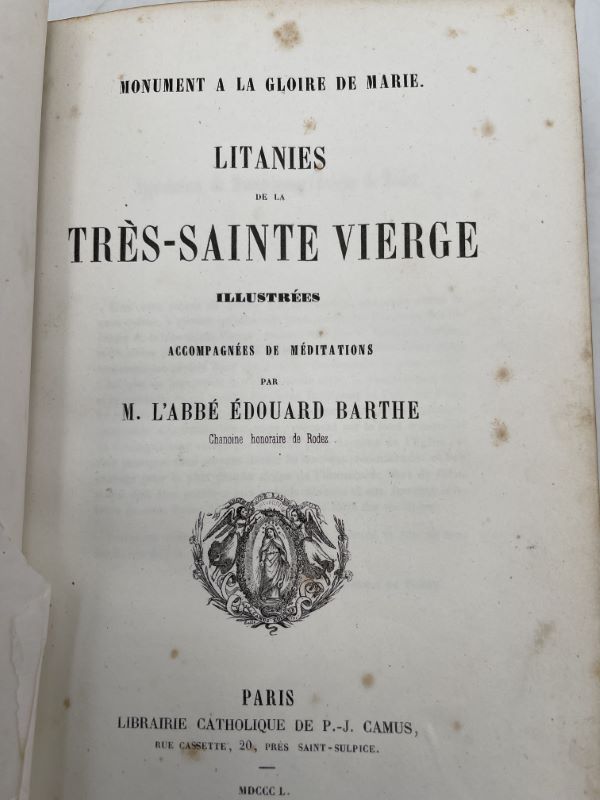 MONUMENT A LA GLOIRE DE MARIE.
LITANIES
DE LA
TRÈS-SAINTE VIERGE
ILLUSTRÉES
ACCOMPAGNÉES DE MÉDITATIONS
PAR
M. L'ABBÉ ÉDOUARD BARTHE
Chanoine honoraire de Rodez
PARIS
LIBRAIRIE CATHOLIQUE DE P.-J. CAMUS,
RUE CASSETTE, 20, PRÈS SAINT-SULPICE.
MDCCC L.